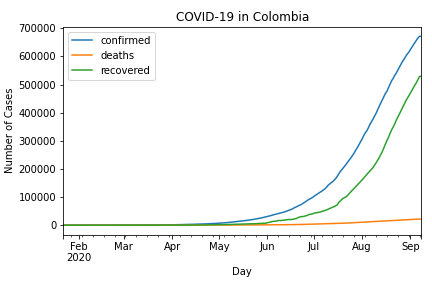 COVID-19 in Colombia
confirmed
deaths
recovered
Number of Cases
700000
600000
500000
400000
300000
200000
100000
0
Feb Mar Apr May Jun Jul Aug Sep
2020
Day